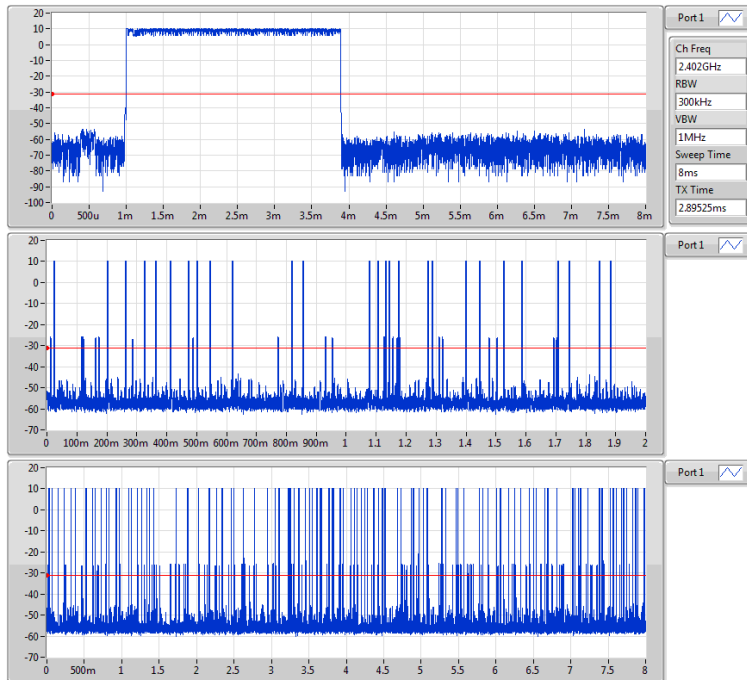 20
10
0
-10
-20
-30
-40
-50
-60
-70
-80
-90
-100
0 500u 1m 1.5m 2m 2.5m 3m 3.5m 4m 4.5m 5m 5.5m 6m 6.5m 7m 7.5m 8m
Port 1
Ch Freq
2.402GHz
RBW
300kHz
VBW
1MHz
Sweep Time
8ms
TX Time
2.89525ms
20
10
0
-10
-20
-30
-40
-50
-60
-70
0 100m 200m 300m 400m 500m 600m 700m 800m 900m 1 1.1 1.2 1.3 1.4 1.5 1.6 1.7 1.8 1.9 2
Port 1
20
10
0
-10
-20
-30
-40
-50
-60
-70
0 500m 1 1.5 2 2.5 3 3.5 4 4.5 5 5.5 6 6.5 7 7.5 8
Port 1